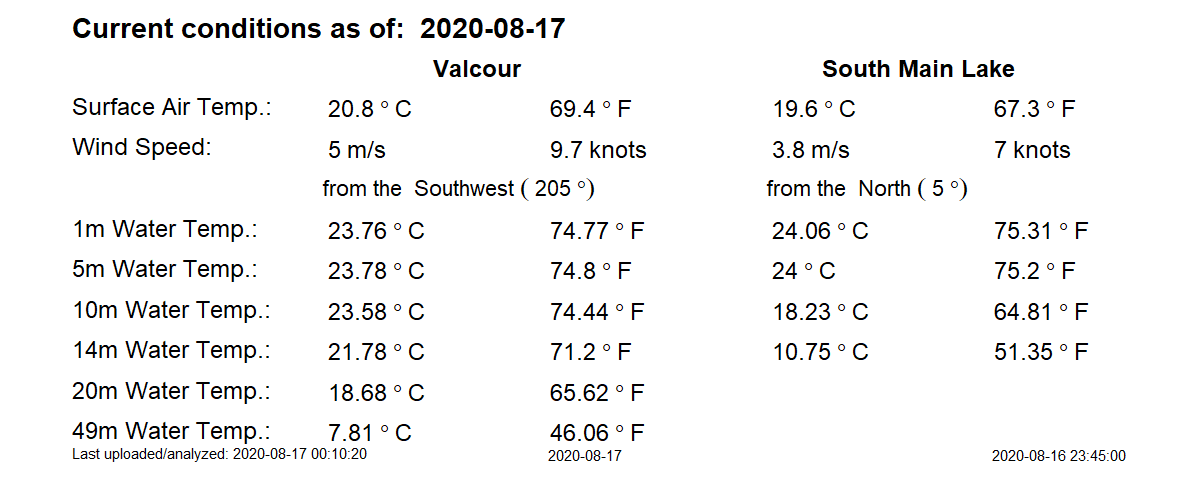 Current conditions as of: 2020-08-17
Valcour South Main Lake
Surface Air Temp.: 20.8 ° C 69.4 ° F 19.6 ° C 67.3 ° F
Wind Speed: 5 m/s 9.7 knots 3.8 m/s 7 knots
from the Southwest ( 205 °) from the North ( 5 °)
1m Water Temp.: 23.76 ° C 74.77 ° F 24.06 ° C 75.31 ° F
5m Water Temp.: 23.78 ° C 74.8 ° F 24 ° C 75.2 ° F
10m Water Temp.: 23.58 ° C 74.44 ° F 18.23 ° C 64.81 ° F
14m Water Temp.: 21.78 ° C 71.2 ° F 10.75 ° C 51.35 ° F
20m Water Temp.: 18.68 ° C 65.62 ° F
49m Water Temp.: 7.81 ° C 46.06 ° F
Last uploaded/analyzed: 2020-08-17 00:10:20 2020-08-17 2020-08-16 23:45:00